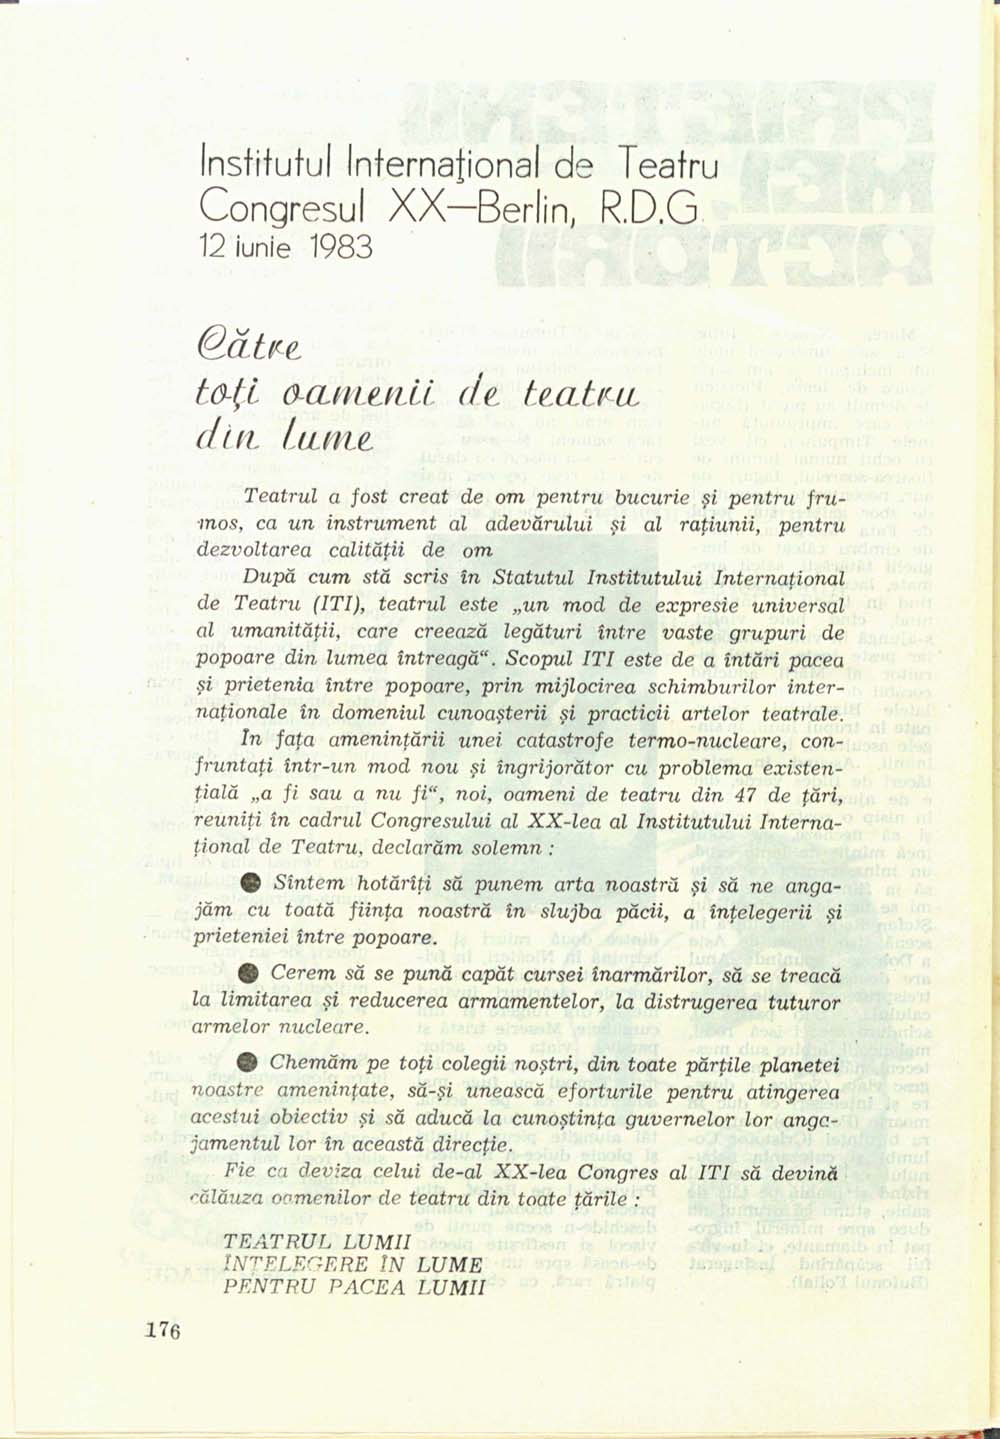 Institutul Internaţional de Teatru
Congresul XX—Berlin, R.D.G.
12 iunie 1983
Către
toţi oamenii de teatru
din lume
Teatrul a fost creat de om pentru bucurie şi pentru fru-
mos, ca un instrument al adevărului şi al raţiunii, pentru
dezvoltarea calităţii de om
După cum stă scris în Statutul Institutului Internaţional
de Teatru (ITI), teatrul este „un mod de expresie universal
al umanităţii, care creează legături între vaste grupuri de
popoare din lumea întreagă“. Scopul ITI este de a întări pacea
şi prietenia între popoare, prin mijlocirea schimburilor inter-
naţionale în domeniul cunoaşterii şi practicii artelor teatrale.
In faţa ameninţării unei catastrofe termo-nucleare, con-
fruntaţi într-un mod nou şi îngrijorător cu problema existen-
ţială „a fi sau a nu fi“, noi, oameni de teatru din 47 de ţări,
reuniţi în cadrul Congresului al XX-lea al Institutului Interna-
ţional de Teatru, declarăm solemn :
● Sîntem hotărîţi să punem arta noastră şi să ne anga-
jăm cu toată fiinţa noastră în slujba păcii, a înţelegerii şi
prieteniei între popoare.
● Cerem să se pună capăt cursei înarmărilor, să se treacă
la limitarea şi reducerea armamentelor, la distrugerea tuturor
armelor nucleare.
● Chemăm pe toţi colegii noştri, din toate părţile planetei
noastre ameninţate, să-şi unească eforturile pentru atingerea
acestui obiectiv şi să aducă la cunoştinţa guvernelor lor anga-
jamentul lor în această direcţie.
Fie ca deviza celui de-al XX-lea Congres al ITI să devină
călăuza oamenilor de teatru din toate ţările :
TEATRUL LUMII
ÎNŢELEGERE ÎN LUME
PENTRU PACEA LUMII
176